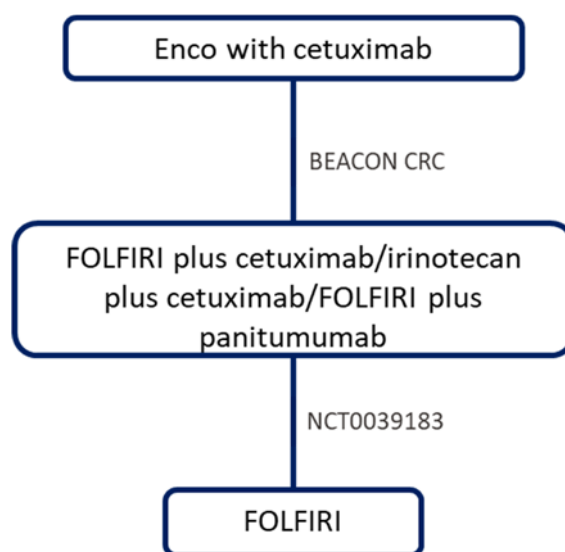 Enco with cetuximab
BEACON CRC
FOLFIRI plus cetuximab/irinotecan
plus cetuximab/FOLFIRI plus
panitumumab
NCT0039183
FOLFIRI